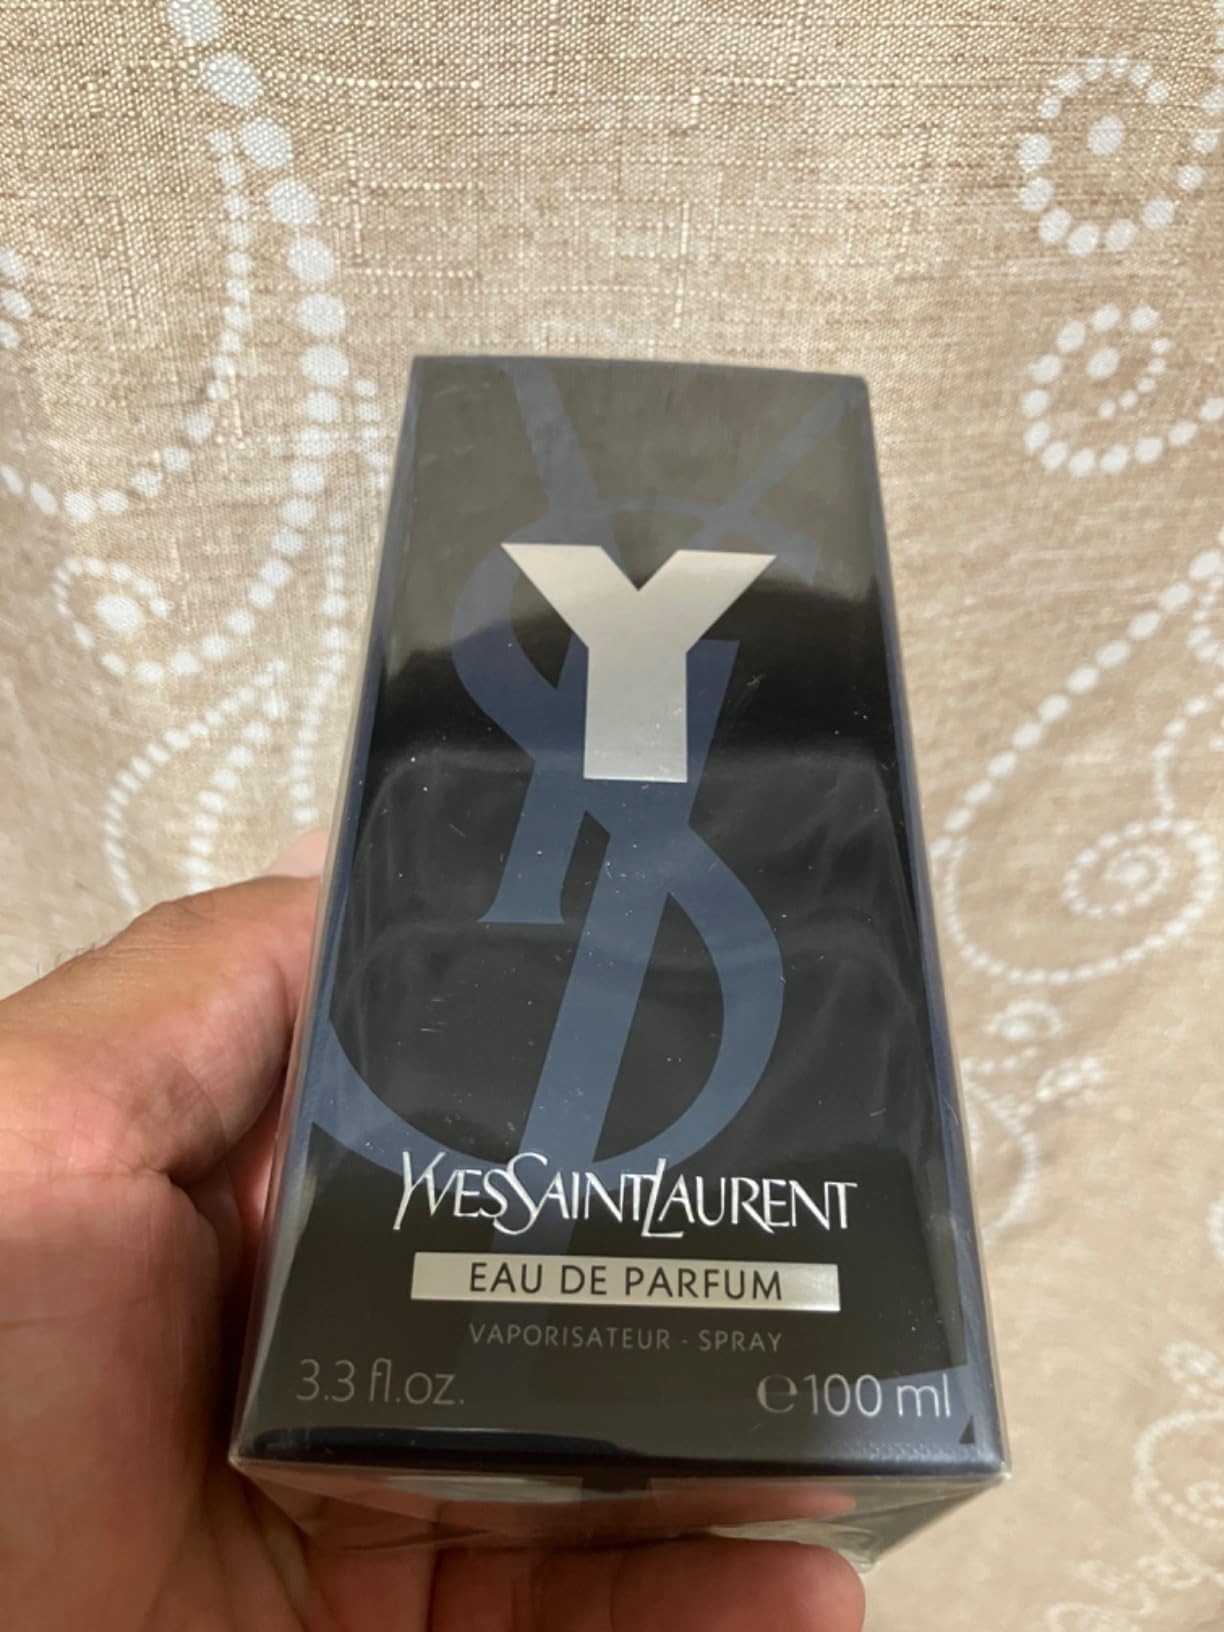 Y
YVESSAINTLAURENT
EAU DE PARFUM
VAPORISATEUR - SPRAY
3.3 fl.oz. ℮100 ml